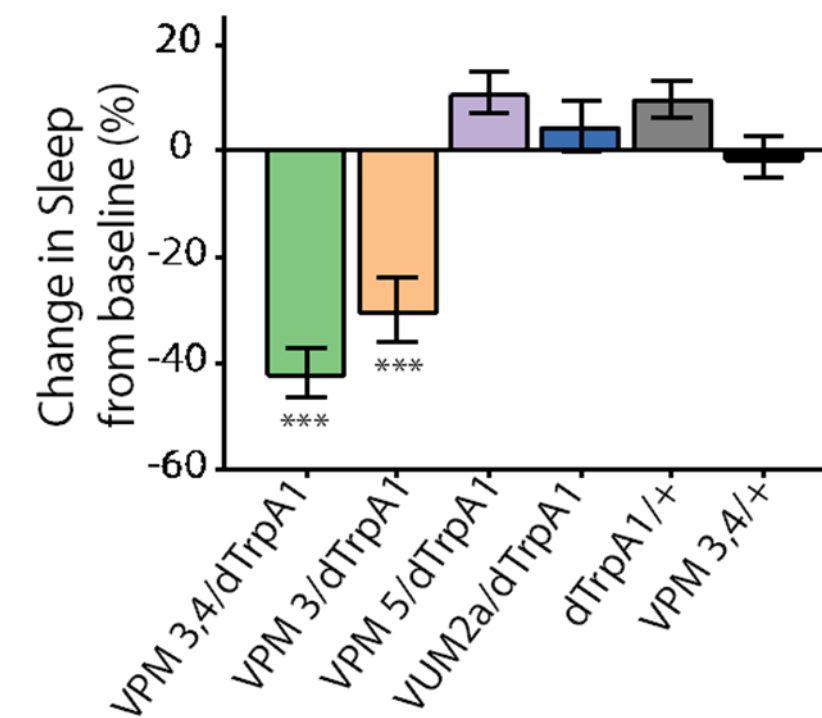 Change in Sleep
from baseline (%)
20
0
-20
-40
-60
***
***
VPM 3,4/dTrpA1
VPM 3/dTrpA1
VPM 5/dTrpA1
VUM2a/dTrpA1
dTrpA1/+
VPM 3,4/+